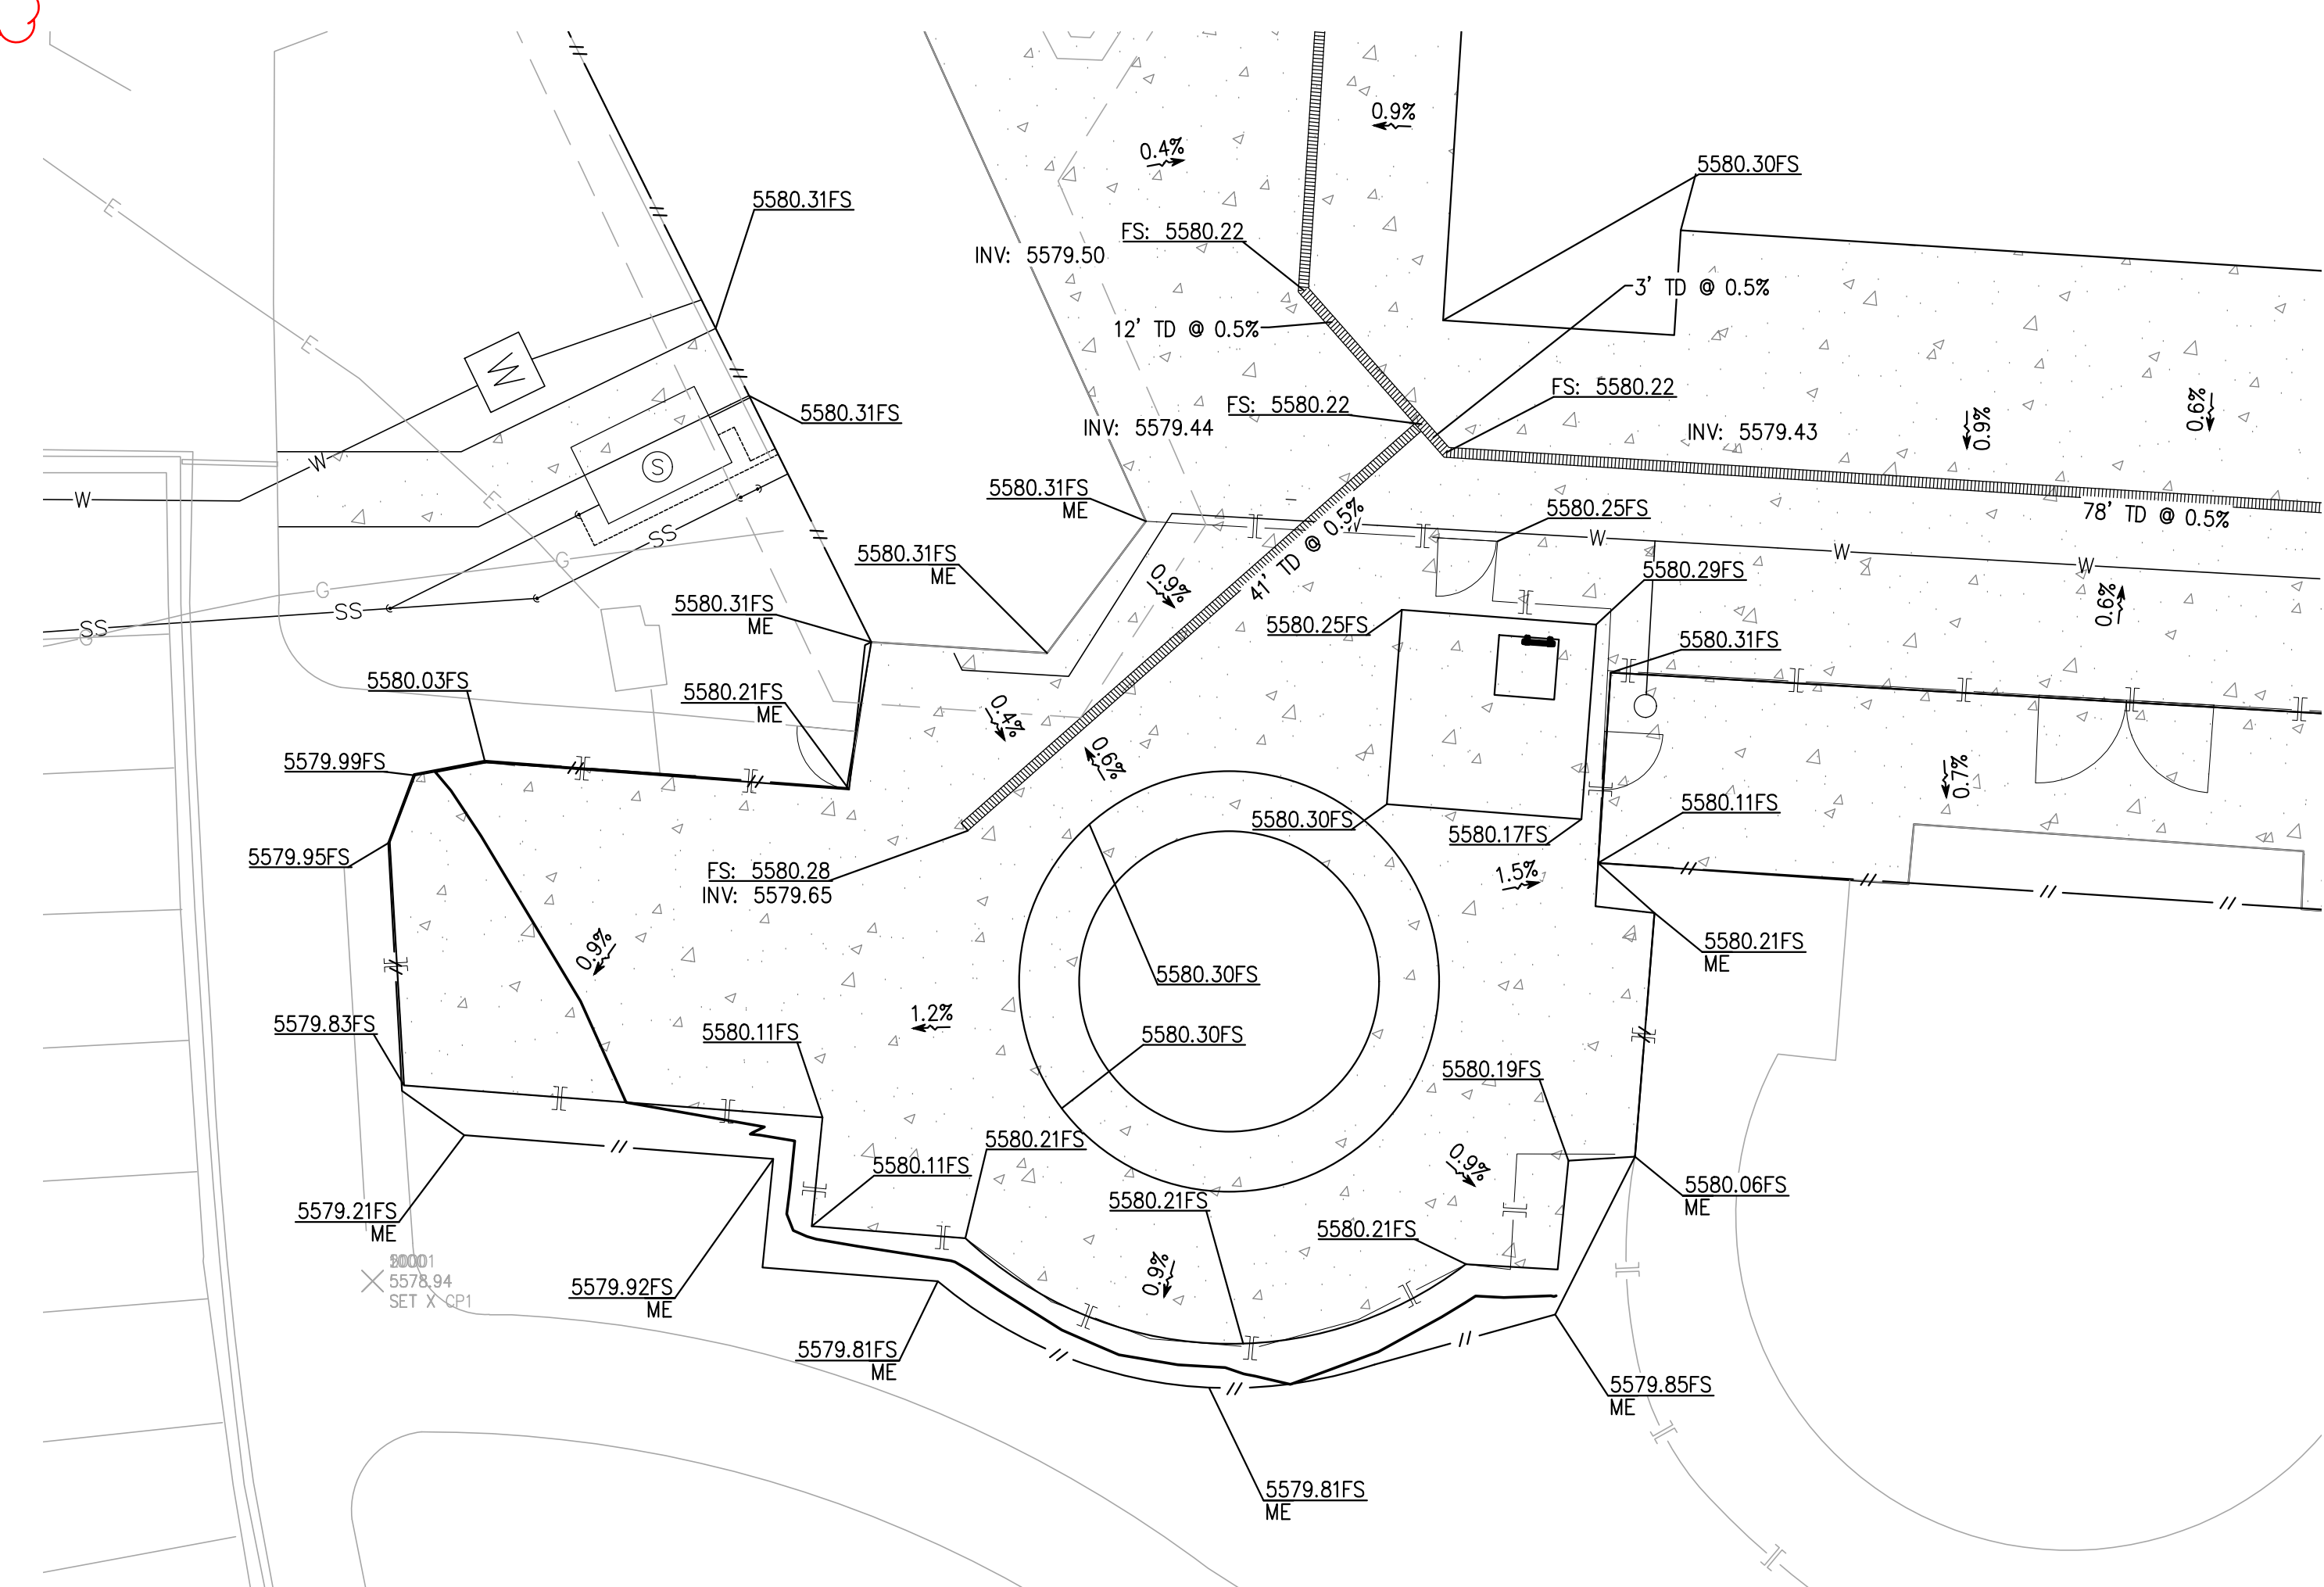 0.9%
0.4%
5580.30FS
E
5580.31FS
FS: 5580.22
INV: 5579.50
3' TD @ 0.5%
12' TD @ 0.5%
E
W
5580.31FS
FS: 5580.22
FS: 5580.22
INV: 5579.44
INV: 5579.43
0.9%
0.6%
S
W
W
E
5580.31FS
ME
5580.25FS
78' TD @ 0.5%
41' TD @ 0.5%
W
W
W
W
SS
G
5580.31FS
ME
0.9%
5580.29FS
G
5580.31FS
ME
5580.25FS
0.6%
SS
SS
G
5580.31FS
5580.03FS
5580.21FS
ME
0.4%
0.6%
5579.99FS
0.7%
5580.11FS
5580.30FS
5580.17FS
5579.95FS
FS: 5580.28
INV: 5579.65
1.5%
0.9%
5580.21FS
ME
5580.30FS
1.2%
5579.83FS
5580.11FS
5580.30FS
5580.19FS
5580.21FS
5580.11FS
0.9%
5580.06FS
ME
5580.21FS
5579.21FS
ME
5580.21FS
0.9%
5578.94
SET X CP1
5579.92FS
ME
5579.81FS
ME
5579.85FS
ME
5579.81FS
ME